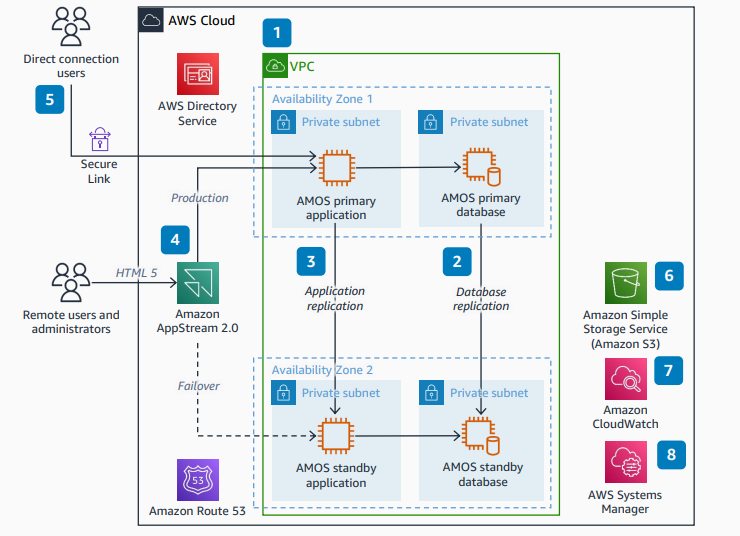 AWS Cloud
1
Direct connection
users
VPC
AWS Directory
Service
Availability Zone 1
5
Private subnet
Private subnet
Secure
Link
Production
AMOS primary
application
AMOS primary
database
4
3
2
HTML 5
Application
replication
Database
replication
6
Remote users and
administrators
Amazon
AppStream 2.0
Amazon Simple
Storage Service
(Amazon S3)
Availability Zone 2
7
Failover
Private subnet
Private subnet
Amazon
CloudWatch
8
53
AMOS standby
application
AMOS standby
database
Amazon Route 53
AWS Systems
Manager